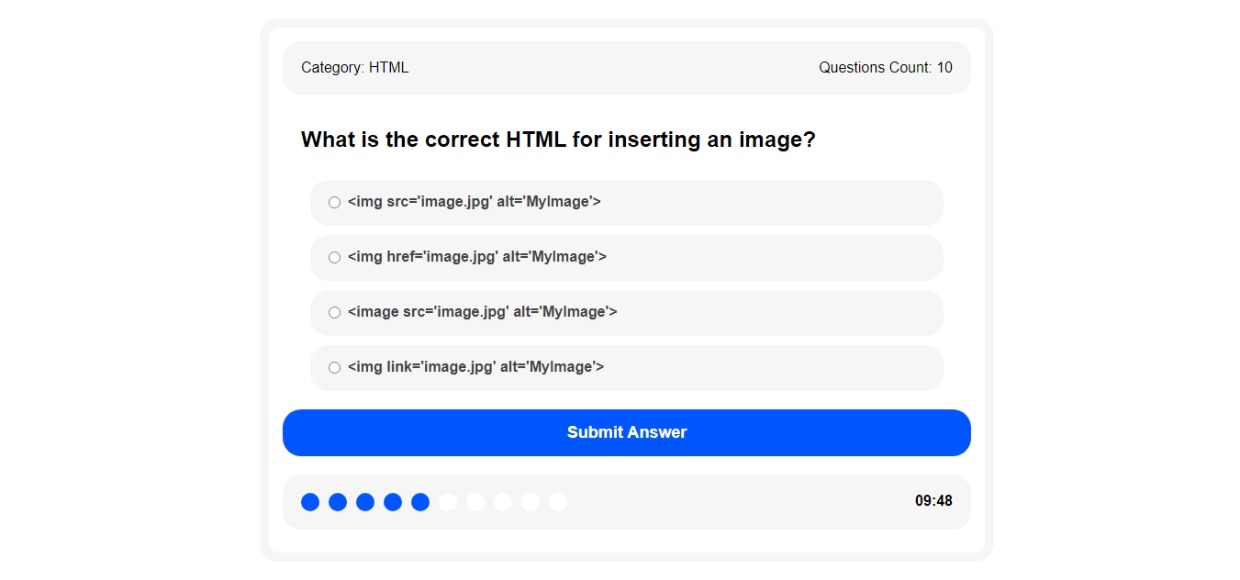 Category: HTML
Questions Count: 10
What is the correct HTML for inserting an image?
<img src='image.jpg' alt='MyImage'>
<img href='image.jpg' alt='MyImage'>
<image src='image.jpg' alt='MyImage'>
<img link='image.jpg' alt='MyImage'>
Submit Answer
09:48